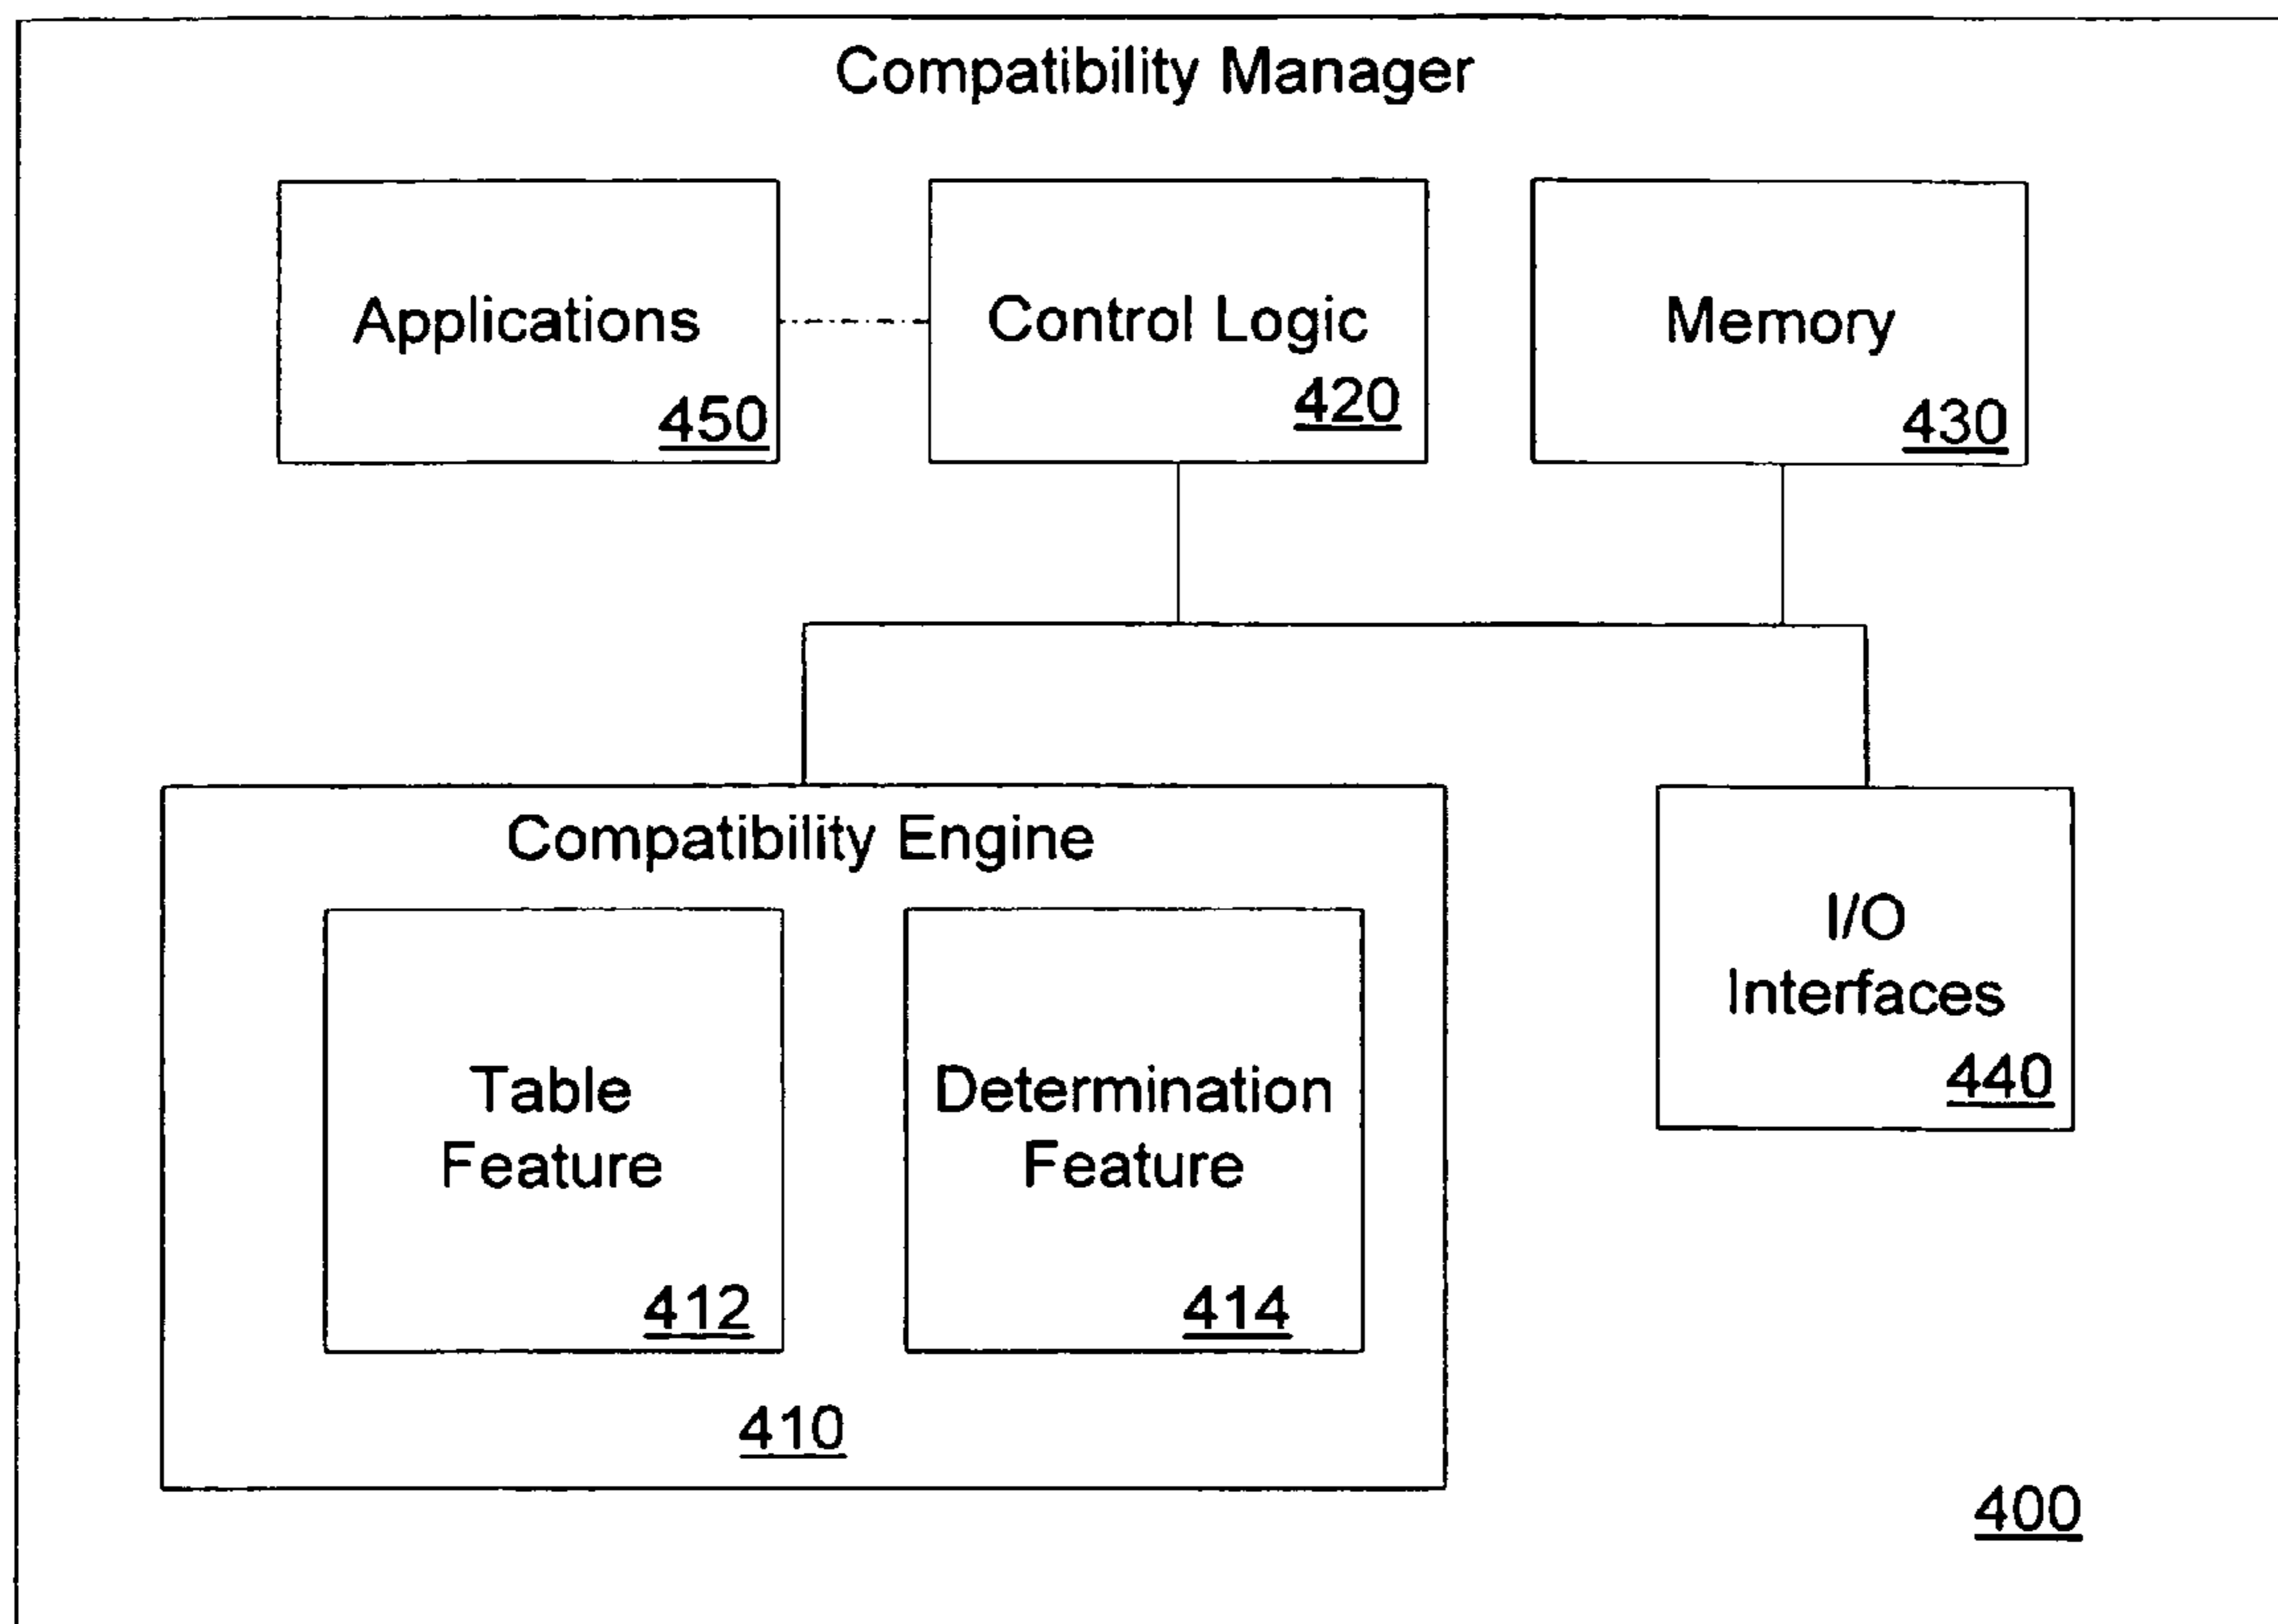 Compatibility Manager
Applications
450
Control Logic
420
Memory
430
Compatibility Engine
Table
Feature
412
Determination
Feature
414
410
I/O
Interfaces
440
400